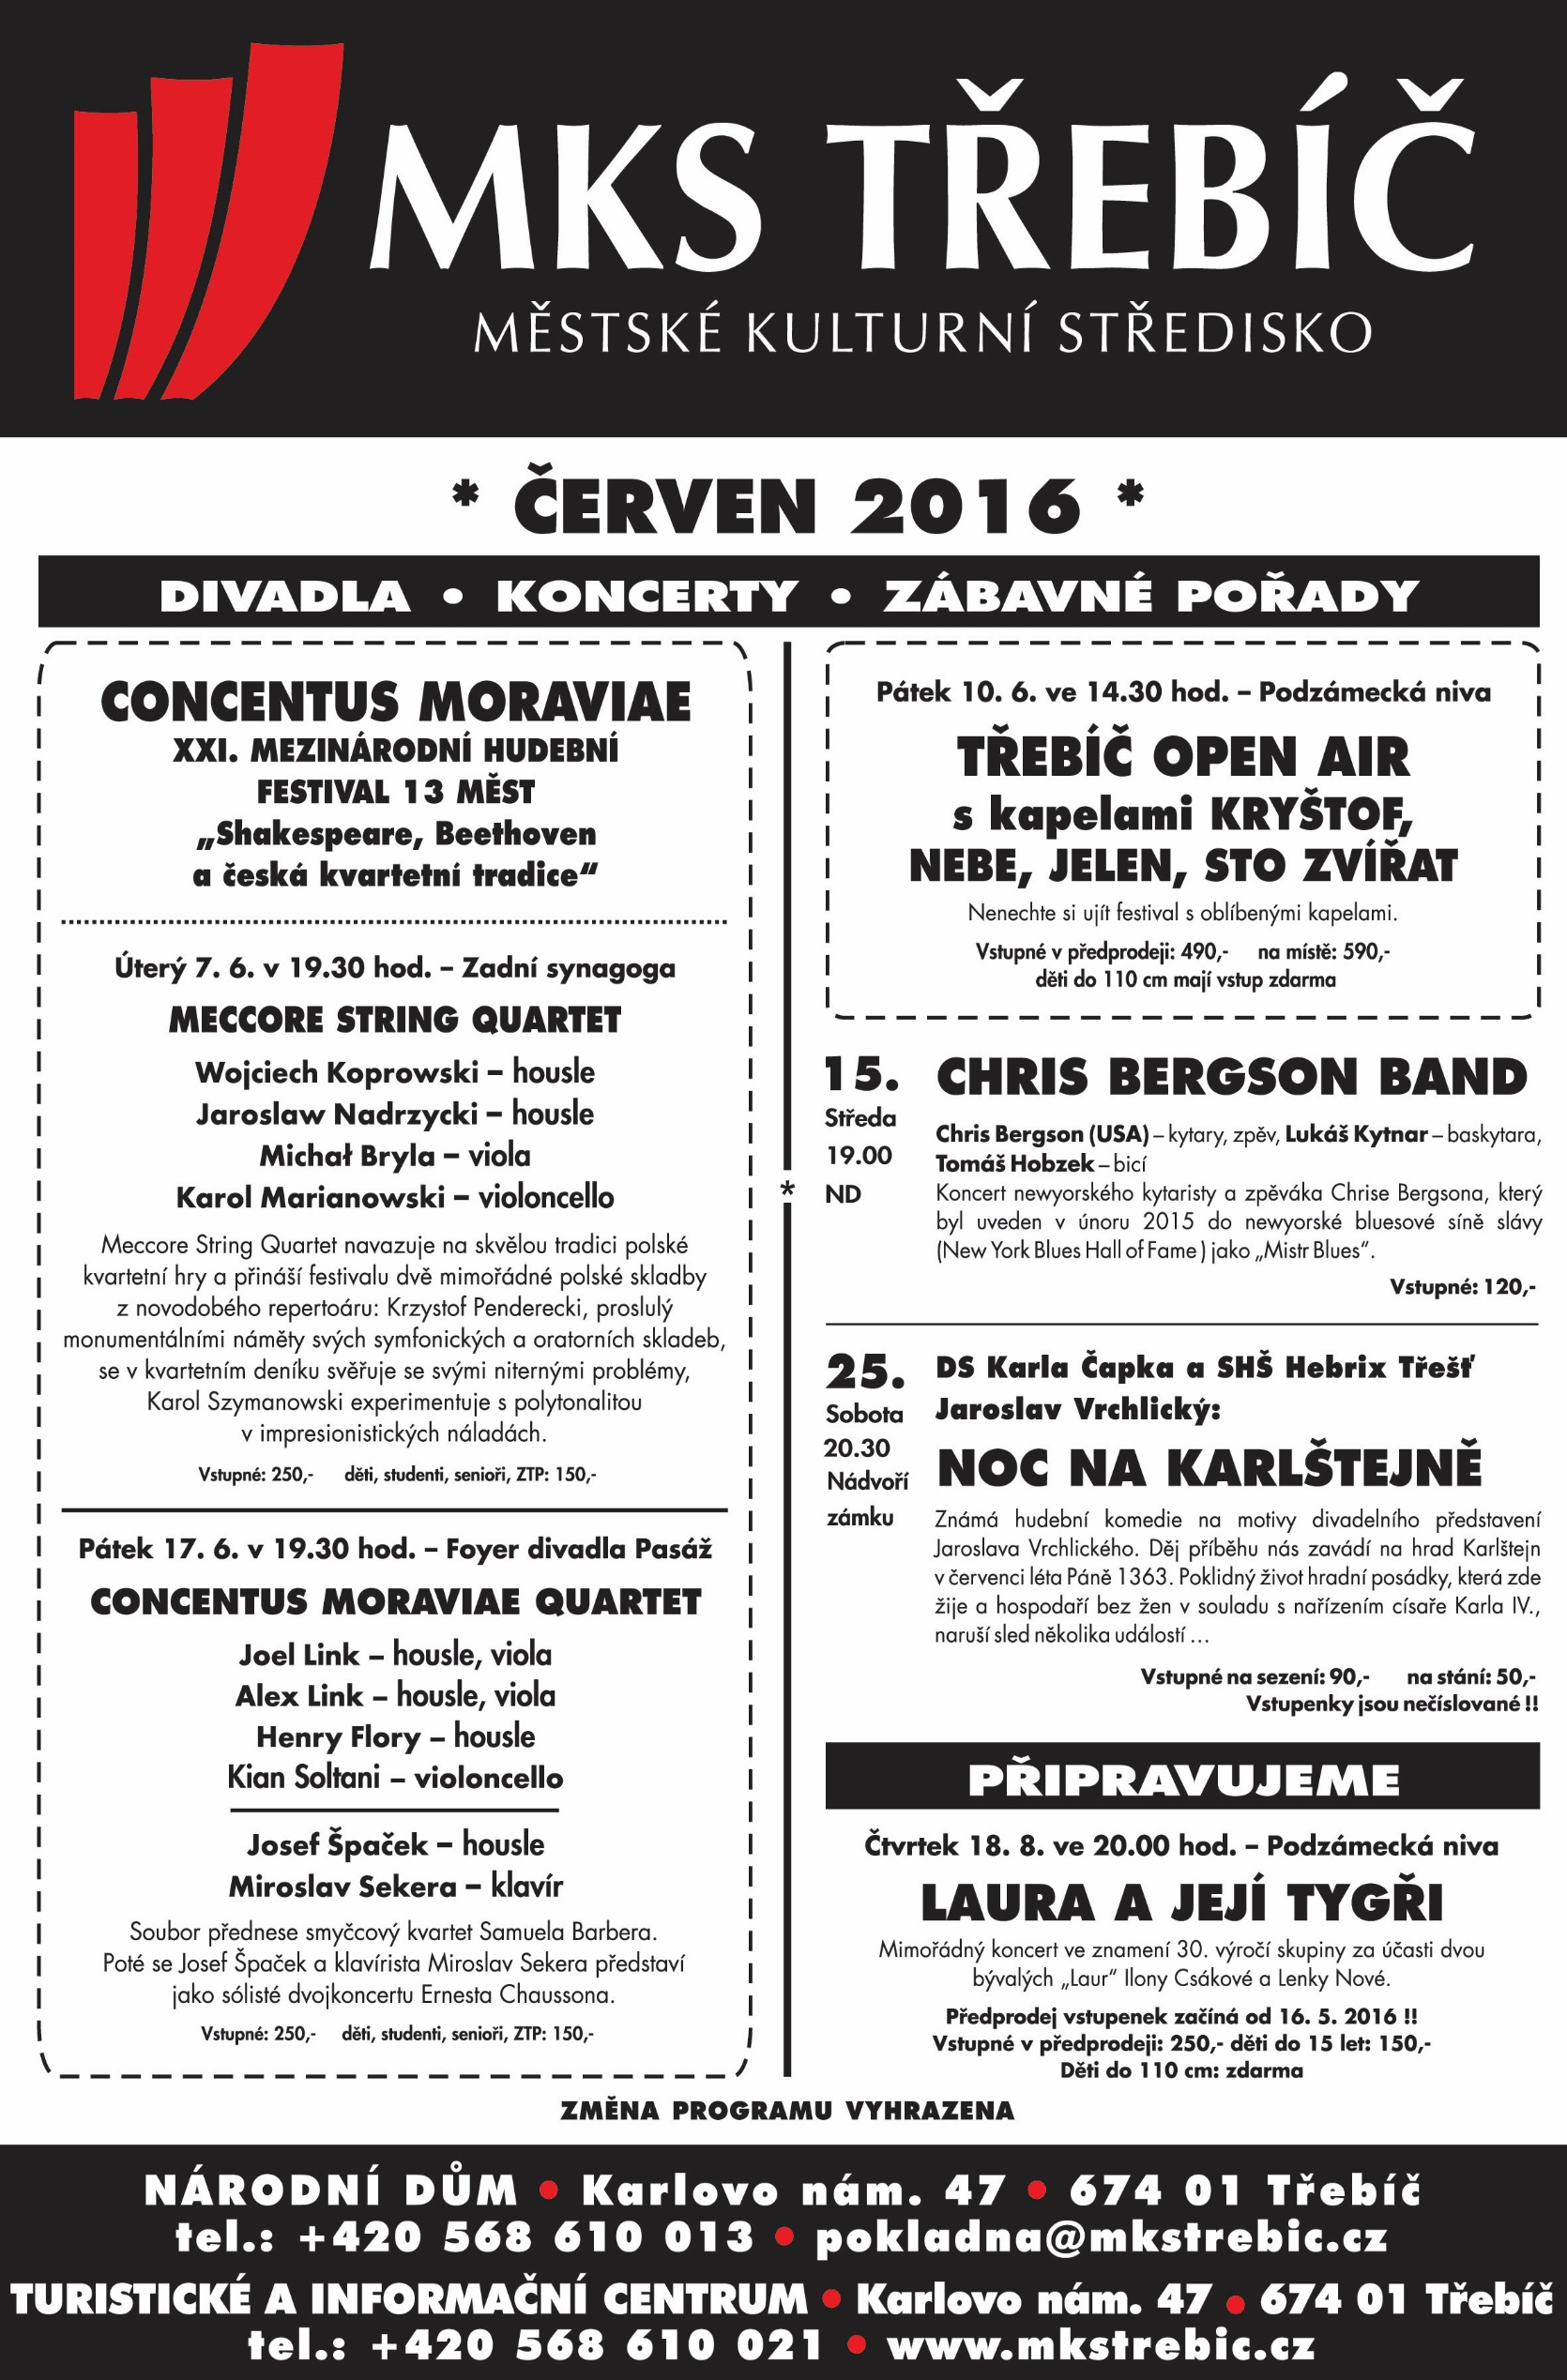 MKS TŘEBÍČ
MĚSTSKÉ KULTURNÍ STŘEDISKO
* ČERVEN 2016 *
DIVADLA • KONCERTY • ZÁBAVNÉ POŘADY
CONCENTUS MORAVIAE
XXI. MEZINÁRODNÍ HUDEBNÍ
FESTIVAL 13 MĚST
„Shakespeare, Beethoven
a česká kvartetní tradice“
Úterý 7. 6. v 19.30 hod. – Zadní synagoga
MECCORE STRING QUARTET
Wojciech Koprowski – housle
Jaroslaw Nadrzycki – housle
Michał Bryla – viola
Karol Marianowski – violoncello
Meccore String Quartet navazuje na skvělou tradici polské
kvartetní hry a přináší festivalu dvě mimořádné polské skladby
z novodobého repertoáru: Krzystof Penderecki, proslulý
monumentálními náměty svých symfonických a oratorních skladeb,
se v kvartetním deníku svěřuje se svými niternými problémy,
Karol Szymanowski experimentuje s polytonalitou
v impresionistických náladách.
Vstupné: 250,- děti, studenti, senioři, ZTP: 150,-
Pátek 17. 6. v 19.30 hod. – Foyer divadla Pasáž
CONCENTUS MORAVIAE QUARTET
Joel Link – housle, viola
Alex Link – housle, viola
Henry Flory – housle
Kian Soltani – violoncello
Josef Špaček – housle
Miroslav Sekera – klavír
Soubor přednese smyčcový kvartet Samuela Barbera.
Poté se Josef Špaček a klavírista Miroslav Sekera představí
jako sólisté dvojkoncertu Ernesta Chaussona.
Vstupné: 250,- děti, studenti, senioři, ZTP: 150,-
*
Pátek 10. 6. ve 14.30 hod. – Podzámecká niva
TŘEBÍČ OPEN AIR
s kapelami KRYŠTOF,
NEBE, JELEN, STO ZVÍŘAT
Nenechte si ujít festival s oblíbenými kapelami.
Vstupné v předprodeji: 490,- na místě: 590,-
děti do 110 cm mají vstup zdarma
15.
Středa
19.00
ND
CHRIS BERGSON BAND
Chris Bergson (USA) – kytary, zpěv, Lukáš Kytnar – baskytara,
Tomáš Hobzek – bicí
Koncert newyorského kytaristy a zpěváka Chrise Bergsona, který
byl uveden v únoru 2015 do newyorské bluesové síně slávy
(New York Blues Hall of Fame) jako „Mistr Blues“.
Vstupné: 120,-
25.
Sobota
20.30
Nádvoří
zámku
DS Karla Čapka a SHŠ Hebrix Třešť
Jaroslav Vrchlický:
NOC NA KARLŠTEJNĚ
Známá hudební komedie na motivy divadelního představení
Jaroslava Vrchlického. Děj příběhu nás zavádí na hrad Karlštejn
v červenci léta Páně 1363. Poklidný život hradní posádky, která zde
žije a hospodaří bez žen v souladu s nařízením císaře Karla IV.,
naruší sled několika událostí ...
Vstupné na sezení: 90,- na stání: 50,-
Vstupenky jsou nečíslované !!
PŘIPRAVUJEME
Čtvrtek 18. 8. ve 20.00 hod. – Podzámecká niva
LAURA A JEJÍ TYGŘI
Mimořádný koncert ve znamení 30. výročí skupiny za účasti dvou
bývalých „Laur“ Ilony Csákové a Lenky Nové.
Předprodej vstupenek začíná od 16. 5. 2016 !!
Vstupné v předprodeji: 250,- děti do 15 let: 150,-
Děti do 110 cm: zdarma
ZMĚNA PROGRAMU VYHRAZENA
NÁRODNÍ DŮM • Karlovo nám. 47 • 674 01 Třebíč
tel.: +420 568 610 013 • pokladna@mkstrebic.cz
TURISTICKÉ A INFORMAČNÍ CENTRUM • Karlovo nám. 47 • 674 01 Třebíč
tel.: +420 568 610 021 • www.mkstrebic.cz